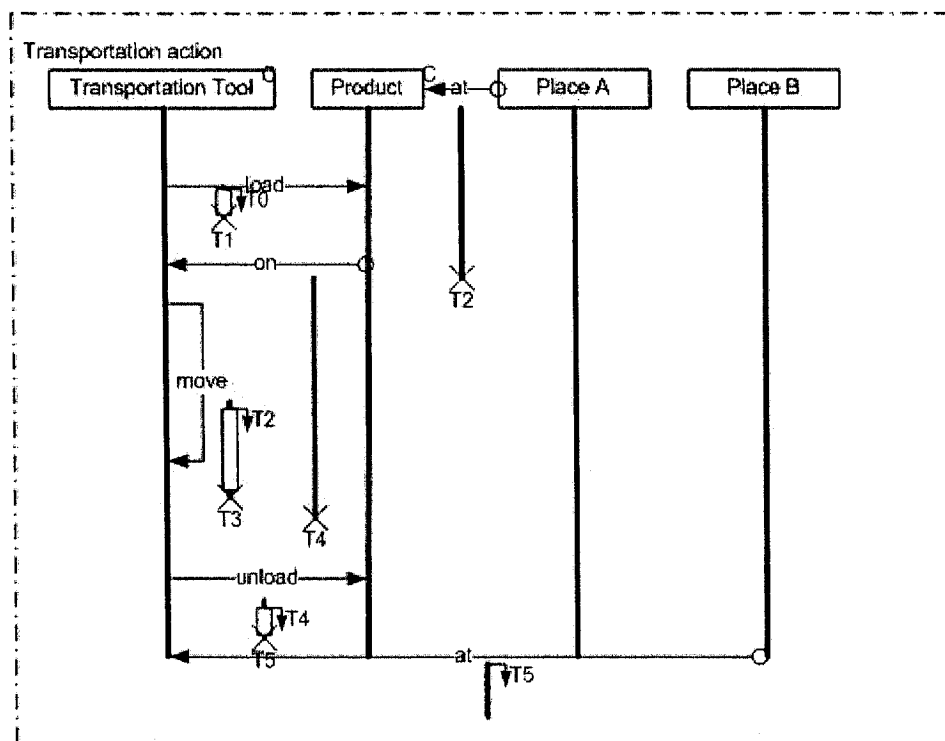 Transportation action
Transportation Tool
Product
C
at
Place A
Place B
load
T0
T1
on
T2
move
T2
T3
T4
unload
T4
T5
at
T5